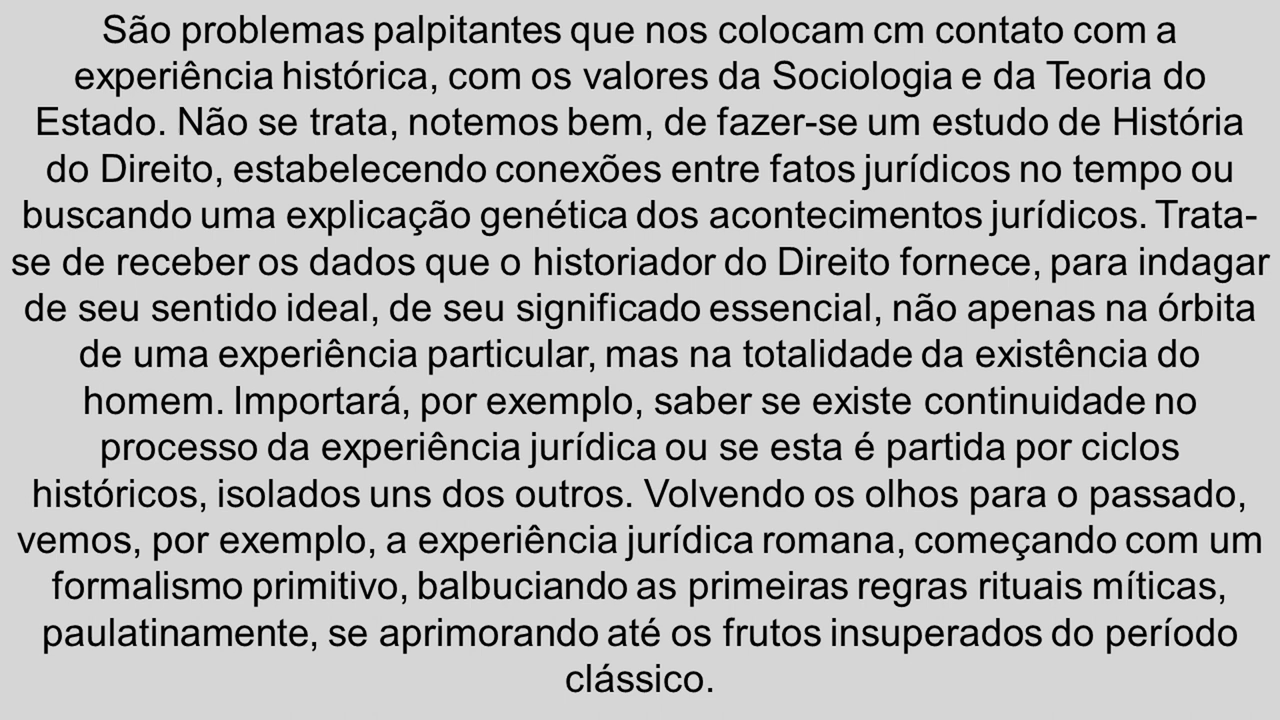 São problemas palpitantes que nos colocam cm contato com a
experiência histórica, com os valores da Sociologia e da Teoria do
Estado. Não se trata, notemos bem, de fazer-se um estudo de História
do Direito, estabelecendo conexões entre fatos jurídicos no tempo ou
buscando uma explicação genética dos acontecimentos jurídicos. Trata-
se de receber os dados que o historiador do Direito fornece, para indagar
de seu sentido ideal, de seu significado essencial, não apenas na órbita
de uma experiência particular, mas na totalidade da existência do
homem. Importará, por exemplo, saber se existe continuidade no
processo da experiência jurídica ou se esta é partida por ciclos
históricos, isolados uns dos outros. Volvendo os olhos para o passado,
vemos, por exemplo, a experiência jurídica romana, começando com um
formalismo primitivo, balbuciando as primeiras regras rituais míticas,
paulatinamente, se aprimorando até os frutos insuperados do período
clássico.